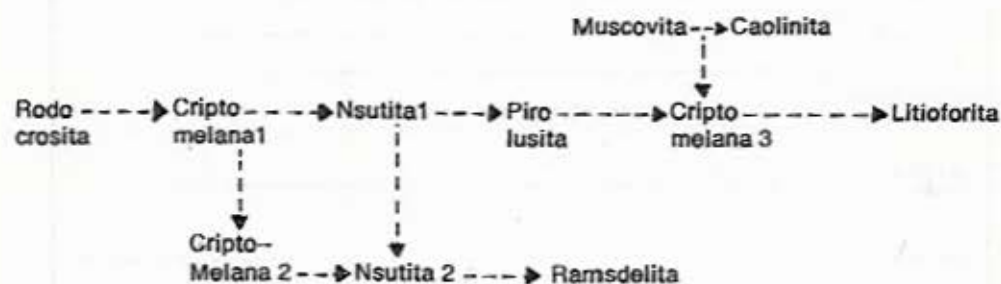 Muscovita Caolinita
Rodo Cripto Nsutita1 Piro Cripto Litioforita
crosita melana1 lusita melana 3
Cripto-
Melana 2 Nsutita 2 Ramsdelita